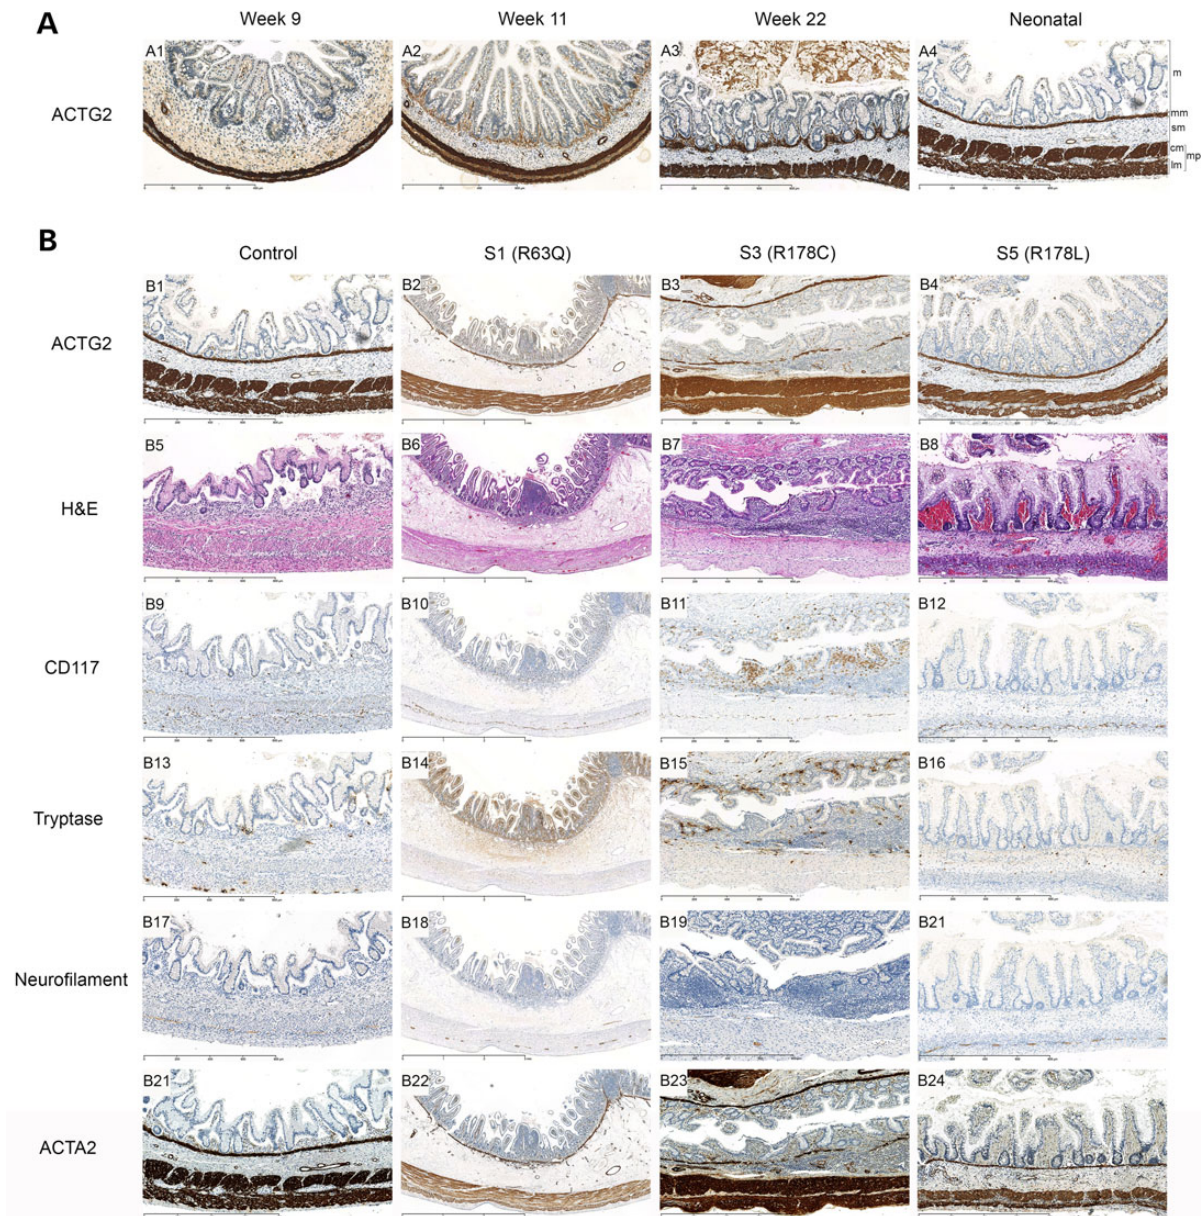 A
Week 9 Week 11 Week 22 Neonatal
ACTG2
A1 A2 A3 A4
m
mm
sm
cm
mp
lm
B
Control S1 (R63Q) S3 (R178C) S5 (R178L)
ACTG2
B1 B2 B3 B4
H&E
B5 B6 B7 B8
CD117
B9 B10 B11 B12
Tryptase
B13 B14 B15 B16
Neurofilament
B17 B18 B19 B21
ACTA2
B21 B22 B23 B24